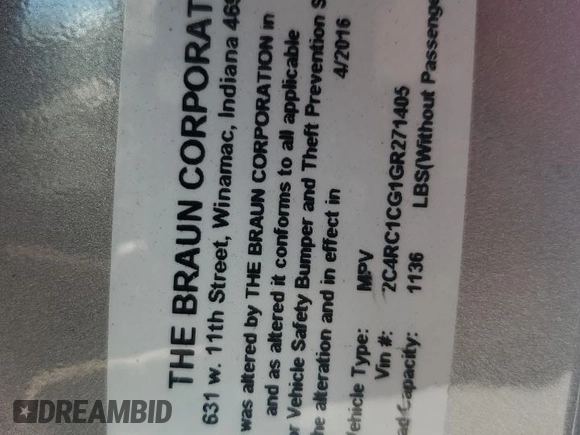 THE BRAUN CORPORAT
631 w. 11th Street, Winamac, Indiana 469
was altered by THE BRAUN CORPORATION in
and as altered it conforms to all applicable
r Vehicle Safety Bumper and Theft Prevention S
he alteration and in effect in 4/2016
Vehicle Type: MPV
Vin #: 2C4RC1CG1GR271405
ad Capacity: 1136 LBS(Without Passenge
DREAMBID